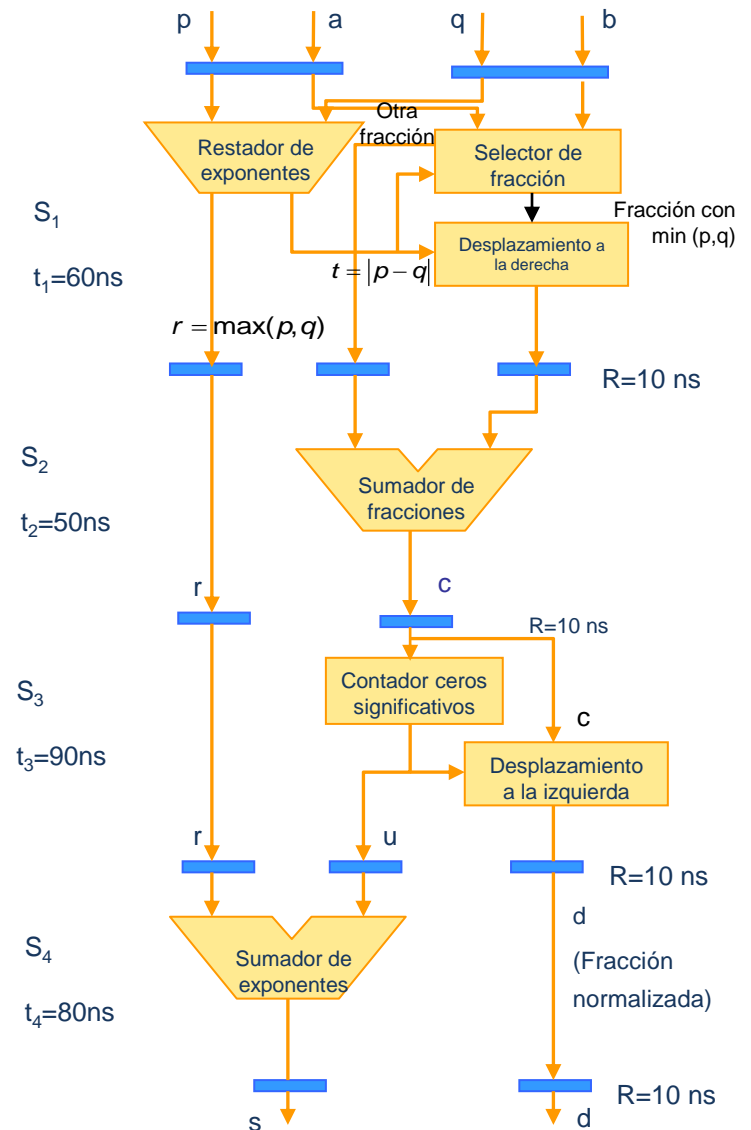 p a q b
Otra
fracción
Restador de
exponentes
Selector de
fracción
S1
Fracción con
min (p,q)
Desplazamiento a
la derecha
t = |p − q|
t1=60ns
r = max(p,q)
R=10 ns
S2
Sumador de
fracciones
t2=50ns
r
c
R=10 ns
Contador ceros
significativos
S3
c
t3=90ns
Desplazamiento
a la izquierda
r
u
R=10 ns
d
S4
Sumador de
exponentes
(Fracción
normalizada)
t4=80ns
R=10 ns
s
d